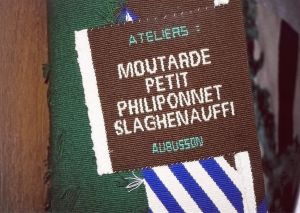 ATELIERS :
MOUTARDE
PETIT
PHILIPONNET
SLAGHENAUFFI
AUBUSSON